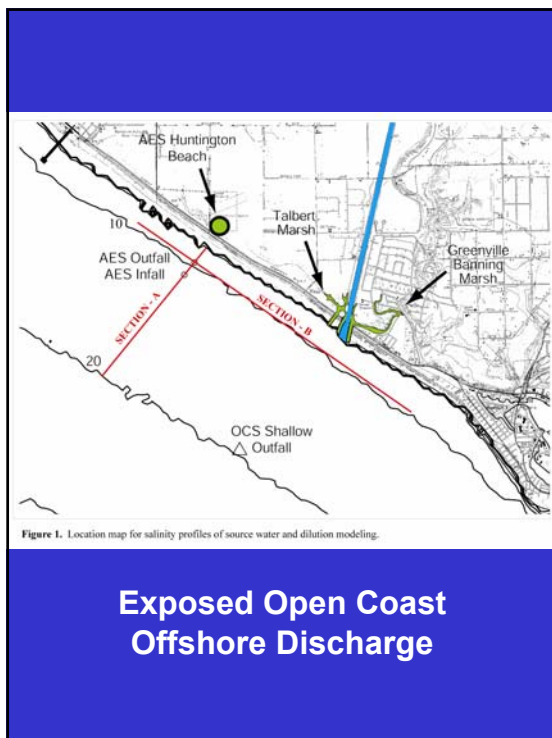 AES Huntington
Beach
Talbert
Marsh
Greenville
Banning
Marsh
10
AES Outfall
AES Infall
SECTION - A
SECTION - B
20
OCS Shallow
Outfall
Figure 1. Location map for salinity profiles of source water and dilution modeling.
Exposed Open Coast
Offshore Discharge